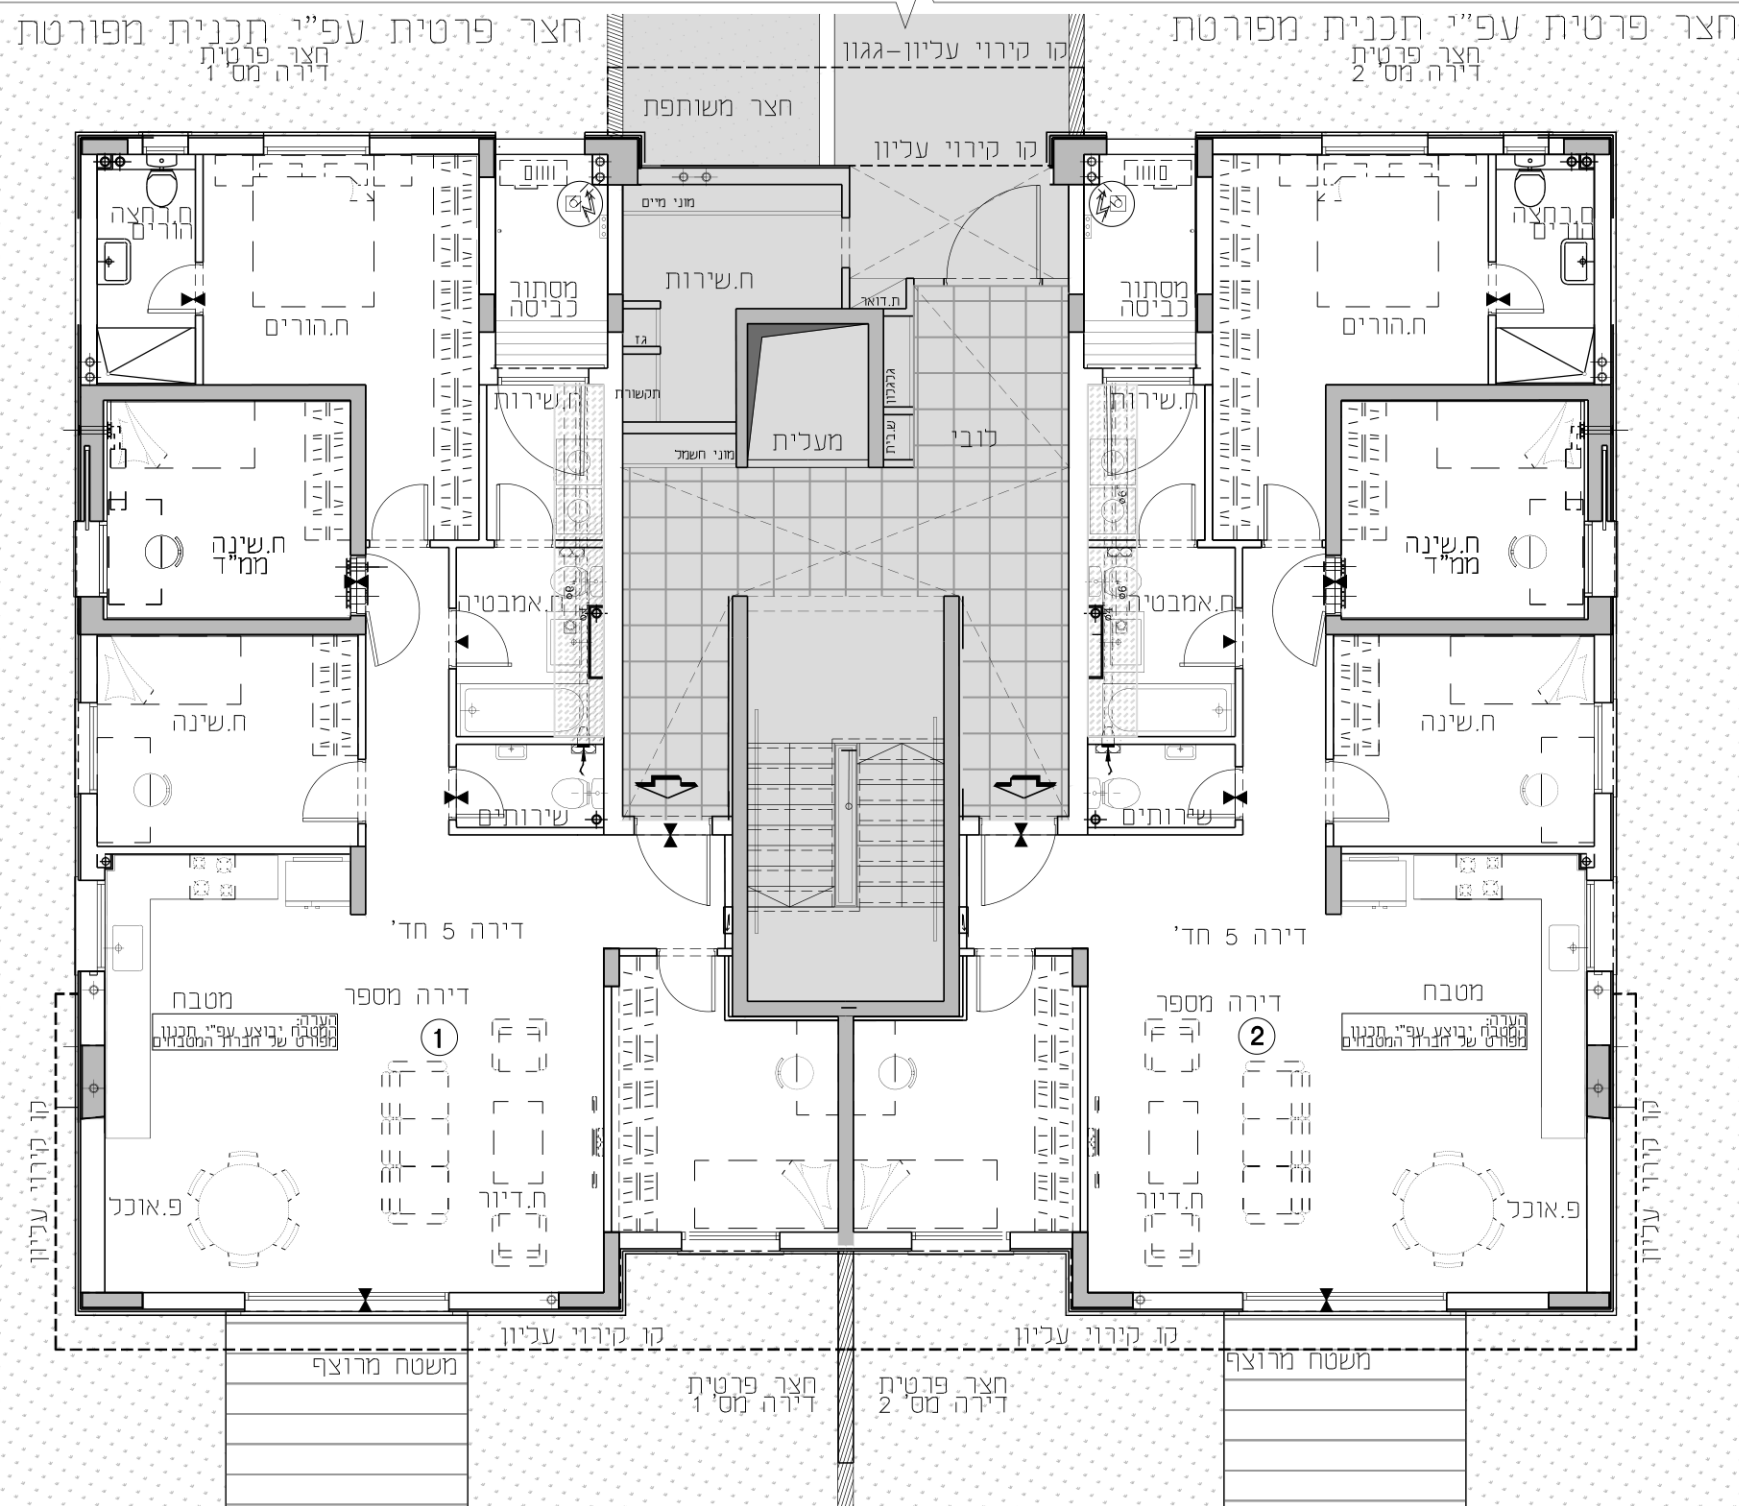 חצר פרטית עפ"י תכנית מפורטת
חצר פרטית
דירה מס' 1
חצר פרטית עפ"י תכנית מפורטת
חצר פרטית
דירה מס' 2
קו קירוי עליון-גגון
חצר משותפת
קו קירוי עליון
מוני מים
ח.שירות
ת.דואר
גז
תקשורת
מוני חשמל
מעלית
גלגלון
ש.בית
לובי
ח.רחצה
הורים
ח.הורים
מסתור
כביסה
ח.שירות
ח.שינה
ממ"ד
ח.אמבטיה
ח.שינה
שירותים
דירה 5 חד'
מטבח
דירה מספר
1
הערה:
המטבח יבוצע עפ"י תכנון
מפורט של חברת המטבחים
פ.אוכל
ח.דיור
ח.רחצה
הורים
ח.הורים
מסתור
כביסה
ח.שירות
ח.שינה
ממ"ד
ח.אמבטיה
ח.שינה
שירותים
דירה 5 חד'
מטבח
דירה מספר
2
הערה:
המטבח יבוצע עפ"י תכנון
מפורט של חברת המטבחים
פ.אוכל
ח.דיור
קו קירוי עליון
קו קירוי עליון
קו קירוי עליון
קו קירוי עליון
משטח מרוצף
משטח מרוצף
חצר פרטית
דירה מס' 1
חצר פרטית
דירה מס' 2